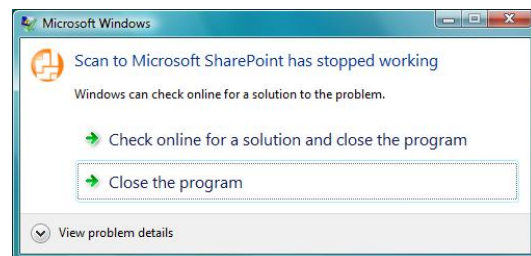 Microsoft Windows
Scan to Microsoft SharePoint has stopped working
Windows can check online for a solution to the problem.
Check online for a solution and close the program
Close the program
View problem details